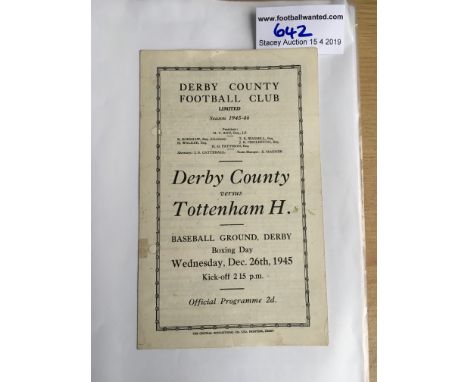 www.footballwanted.com
642
Stacey Auction 15 4 2019
DERBY COUNTY
FOOTBALL CLUB
LIMITED
Season 1945-46
President:
Derby County
versus
Tottenham H.
BASEBALL GROUND, DERBY
Boxing Day
Wednesday, Dec. 26th, 1945
Kick-off 2 15 p.m.
Official Programme 2d.